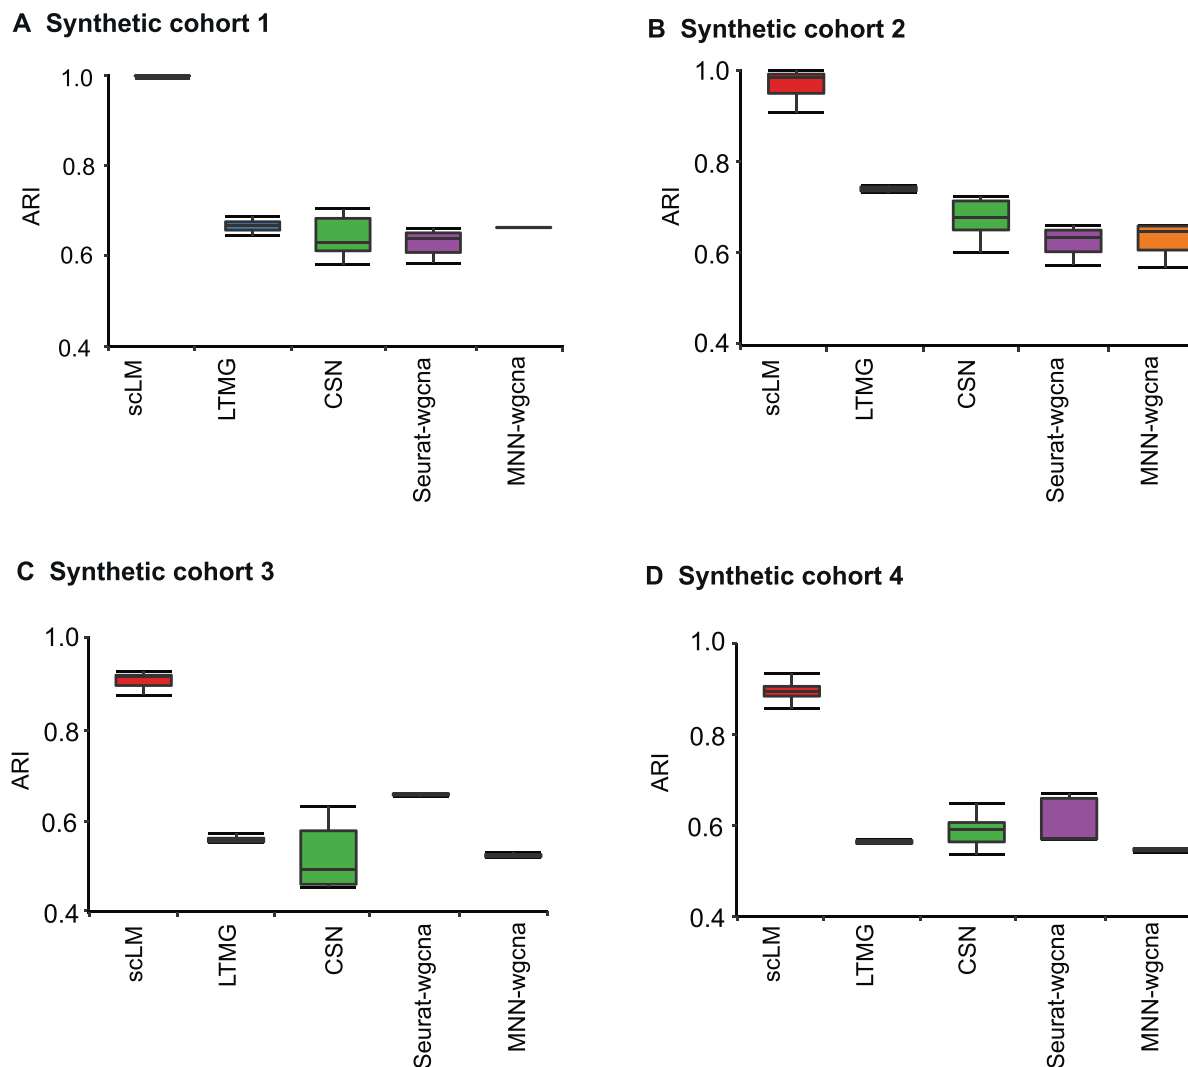 A Synthetic cohort 1
1.0
0.8
0.6
0.4
ARI
scLM
LTMG
CSN
Seurat-wgcna
MNN-wgcna
B Synthetic cohort 2
1.0
0.8
0.6
0.4
ARI
scLM
LTMG
CSN
Seurat-wgcna
MNN-wgcna
C Synthetic cohort 3
1.0
0.8
0.6
0.4
ARI
scLM
LTMG
CSN
Seurat-wgcna
MNN-wgcna
D Synthetic cohort 4
1.0
0.8
0.6
0.4
ARI
scLM
LTMG
CSN
Seurat-wgcna
MNN-wgcna